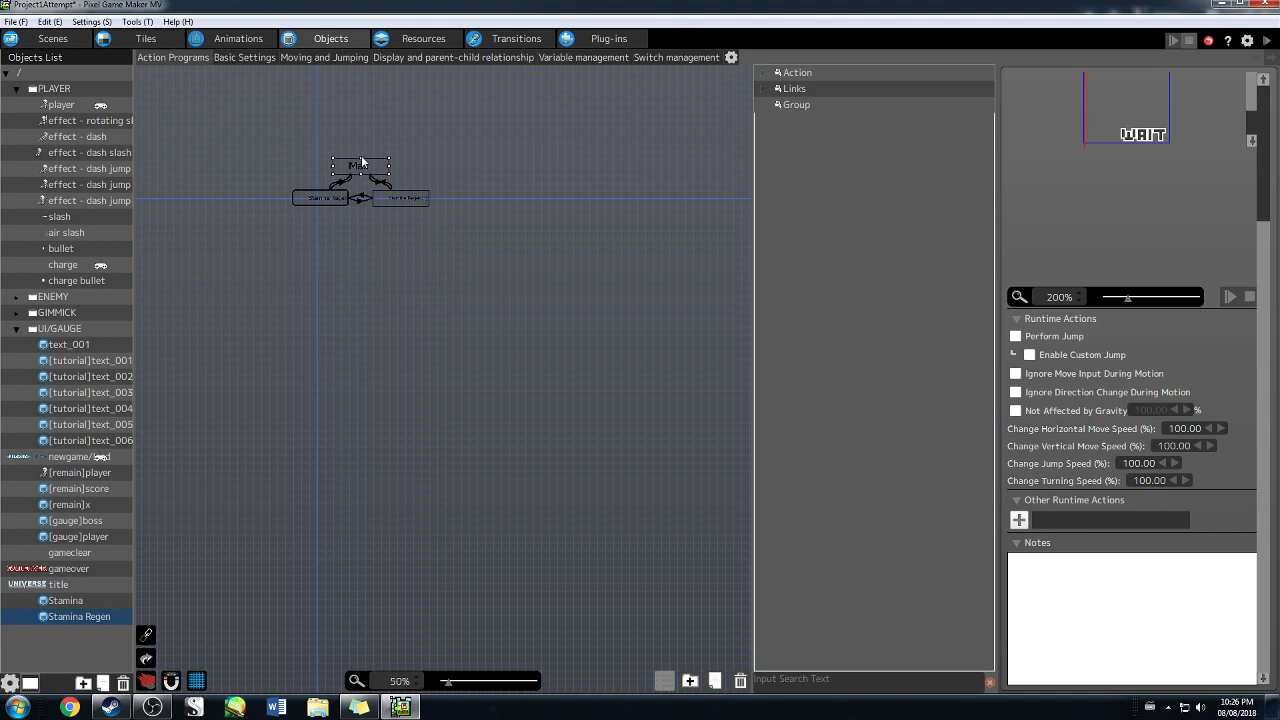 Project1Attempt* - Pixel Game Maker MV
File (F) Edit (E) Settings (S) Tools (T) Help (H)
Scenes Tiles Animations Objects Resources Transitions Plug-ins
Objects List
Action Programs Basic Settings Moving and Jumping Display and parent-child relationship Variable management Switch management
/
PLAYER
player
effect - rotating sl
effect - dash
effect - dash slash
effect - dash jump
effect - dash jump
effect - dash jump
slash
air slash
bullet
charge
charge bullet
ENEMY
GIMMICK
UI/GAUGE
text_001
[tutorial]text_001
[tutorial]text_002
[tutorial]text_003
[tutorial]text_004
[tutorial]text_005
[tutorial]text_006
[remain]player
[remain]score
[remain]x
[gauge]boss
[gauge]player
gameclear
gameover
UNIVERSE title
Stamina
Stamina Regen
50%
Action
Links
Group
Input Search Text
WAIT
200%
Runtime Actions
Perform Jump
Enable Custom Jump
Ignore Move Input During Motion
Ignore Direction Change During Motion
Not Affected by Gravity 100.00 %
Change Horizontal Move Speed (%): 100.00
Change Vertical Move Speed (%): 100.00
Change Jump Speed (%): 100.00
Change Turning Speed (%): 100.00
Other Runtime Actions
Notes
10:26 PM
08/08/2018